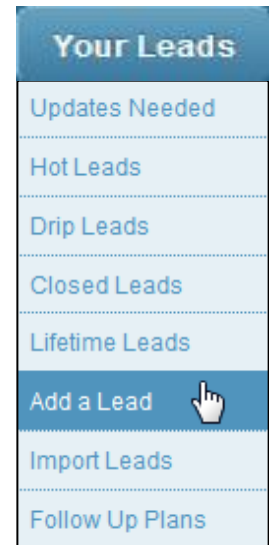 Your Leads
Updates Needed
Hot Leads
Drip Leads
Closed Leads
Lifetime Leads
Add a Lead
Import Leads
Follow Up Plans